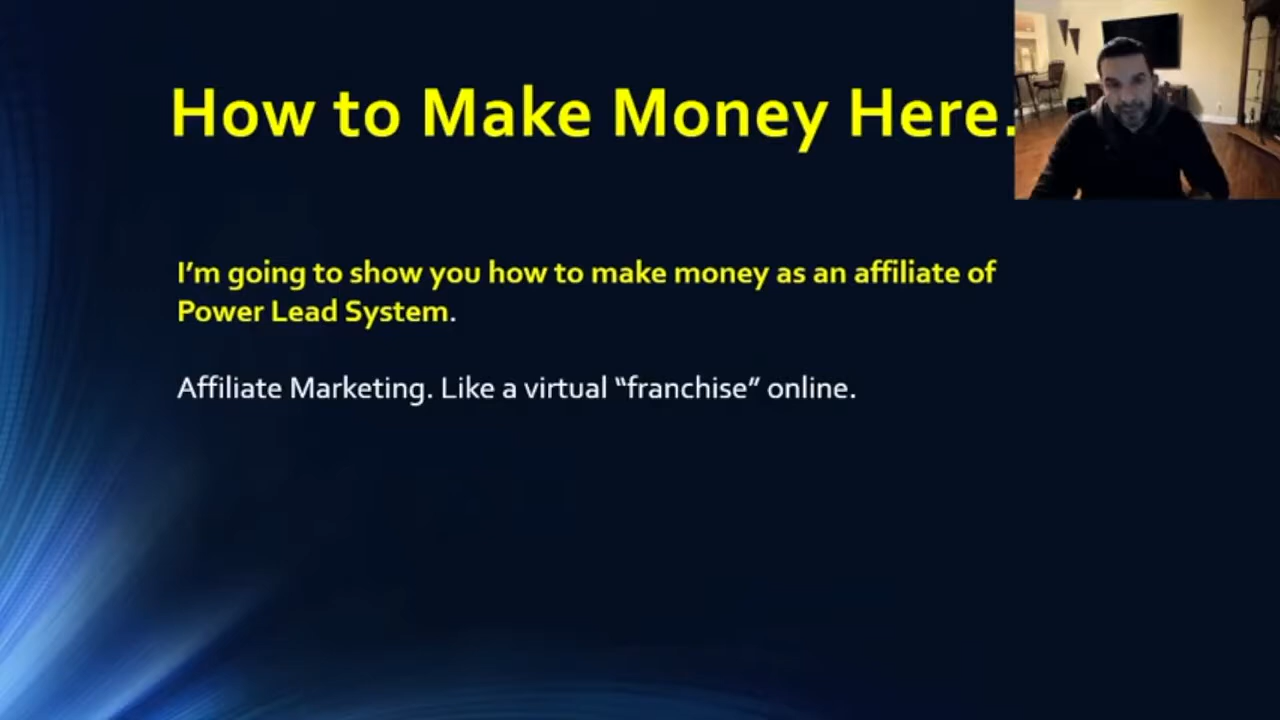 How to Make Money Here.
I’m going to show you how to make money as an affiliate of
Power Lead System.
Affiliate Marketing. Like a virtual “franchise” online.